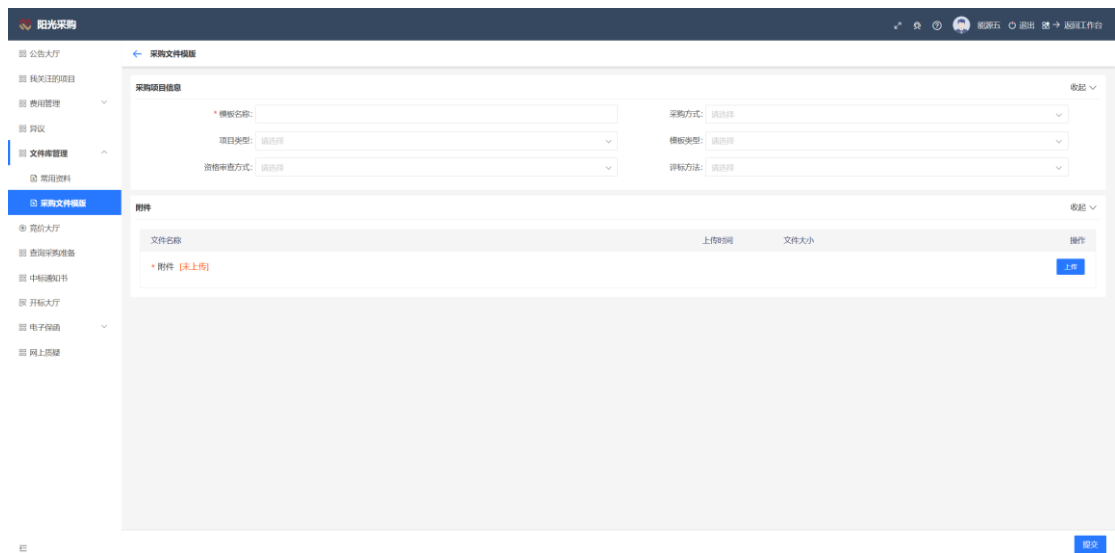 阳光采购
能源五 退出 返回工作台
公告大厅
我关注的项目
费用管理
异议
文件库管理
常用资料
采购文件模版
竞价大厅
查询采购准备
中标通知书
开标大厅
电子保函
网上质疑
← 采购文件模版
采购项目信息 收起
* 模板名称: 采购方式: 请选择
项目类型: 请选择 模板类型: 请选择
资格审查方式: 请选择 评标方法: 请选择
附件 收起
文件名称 上传时间 文件大小 操作
* 附件 [未上传] 上传
提交